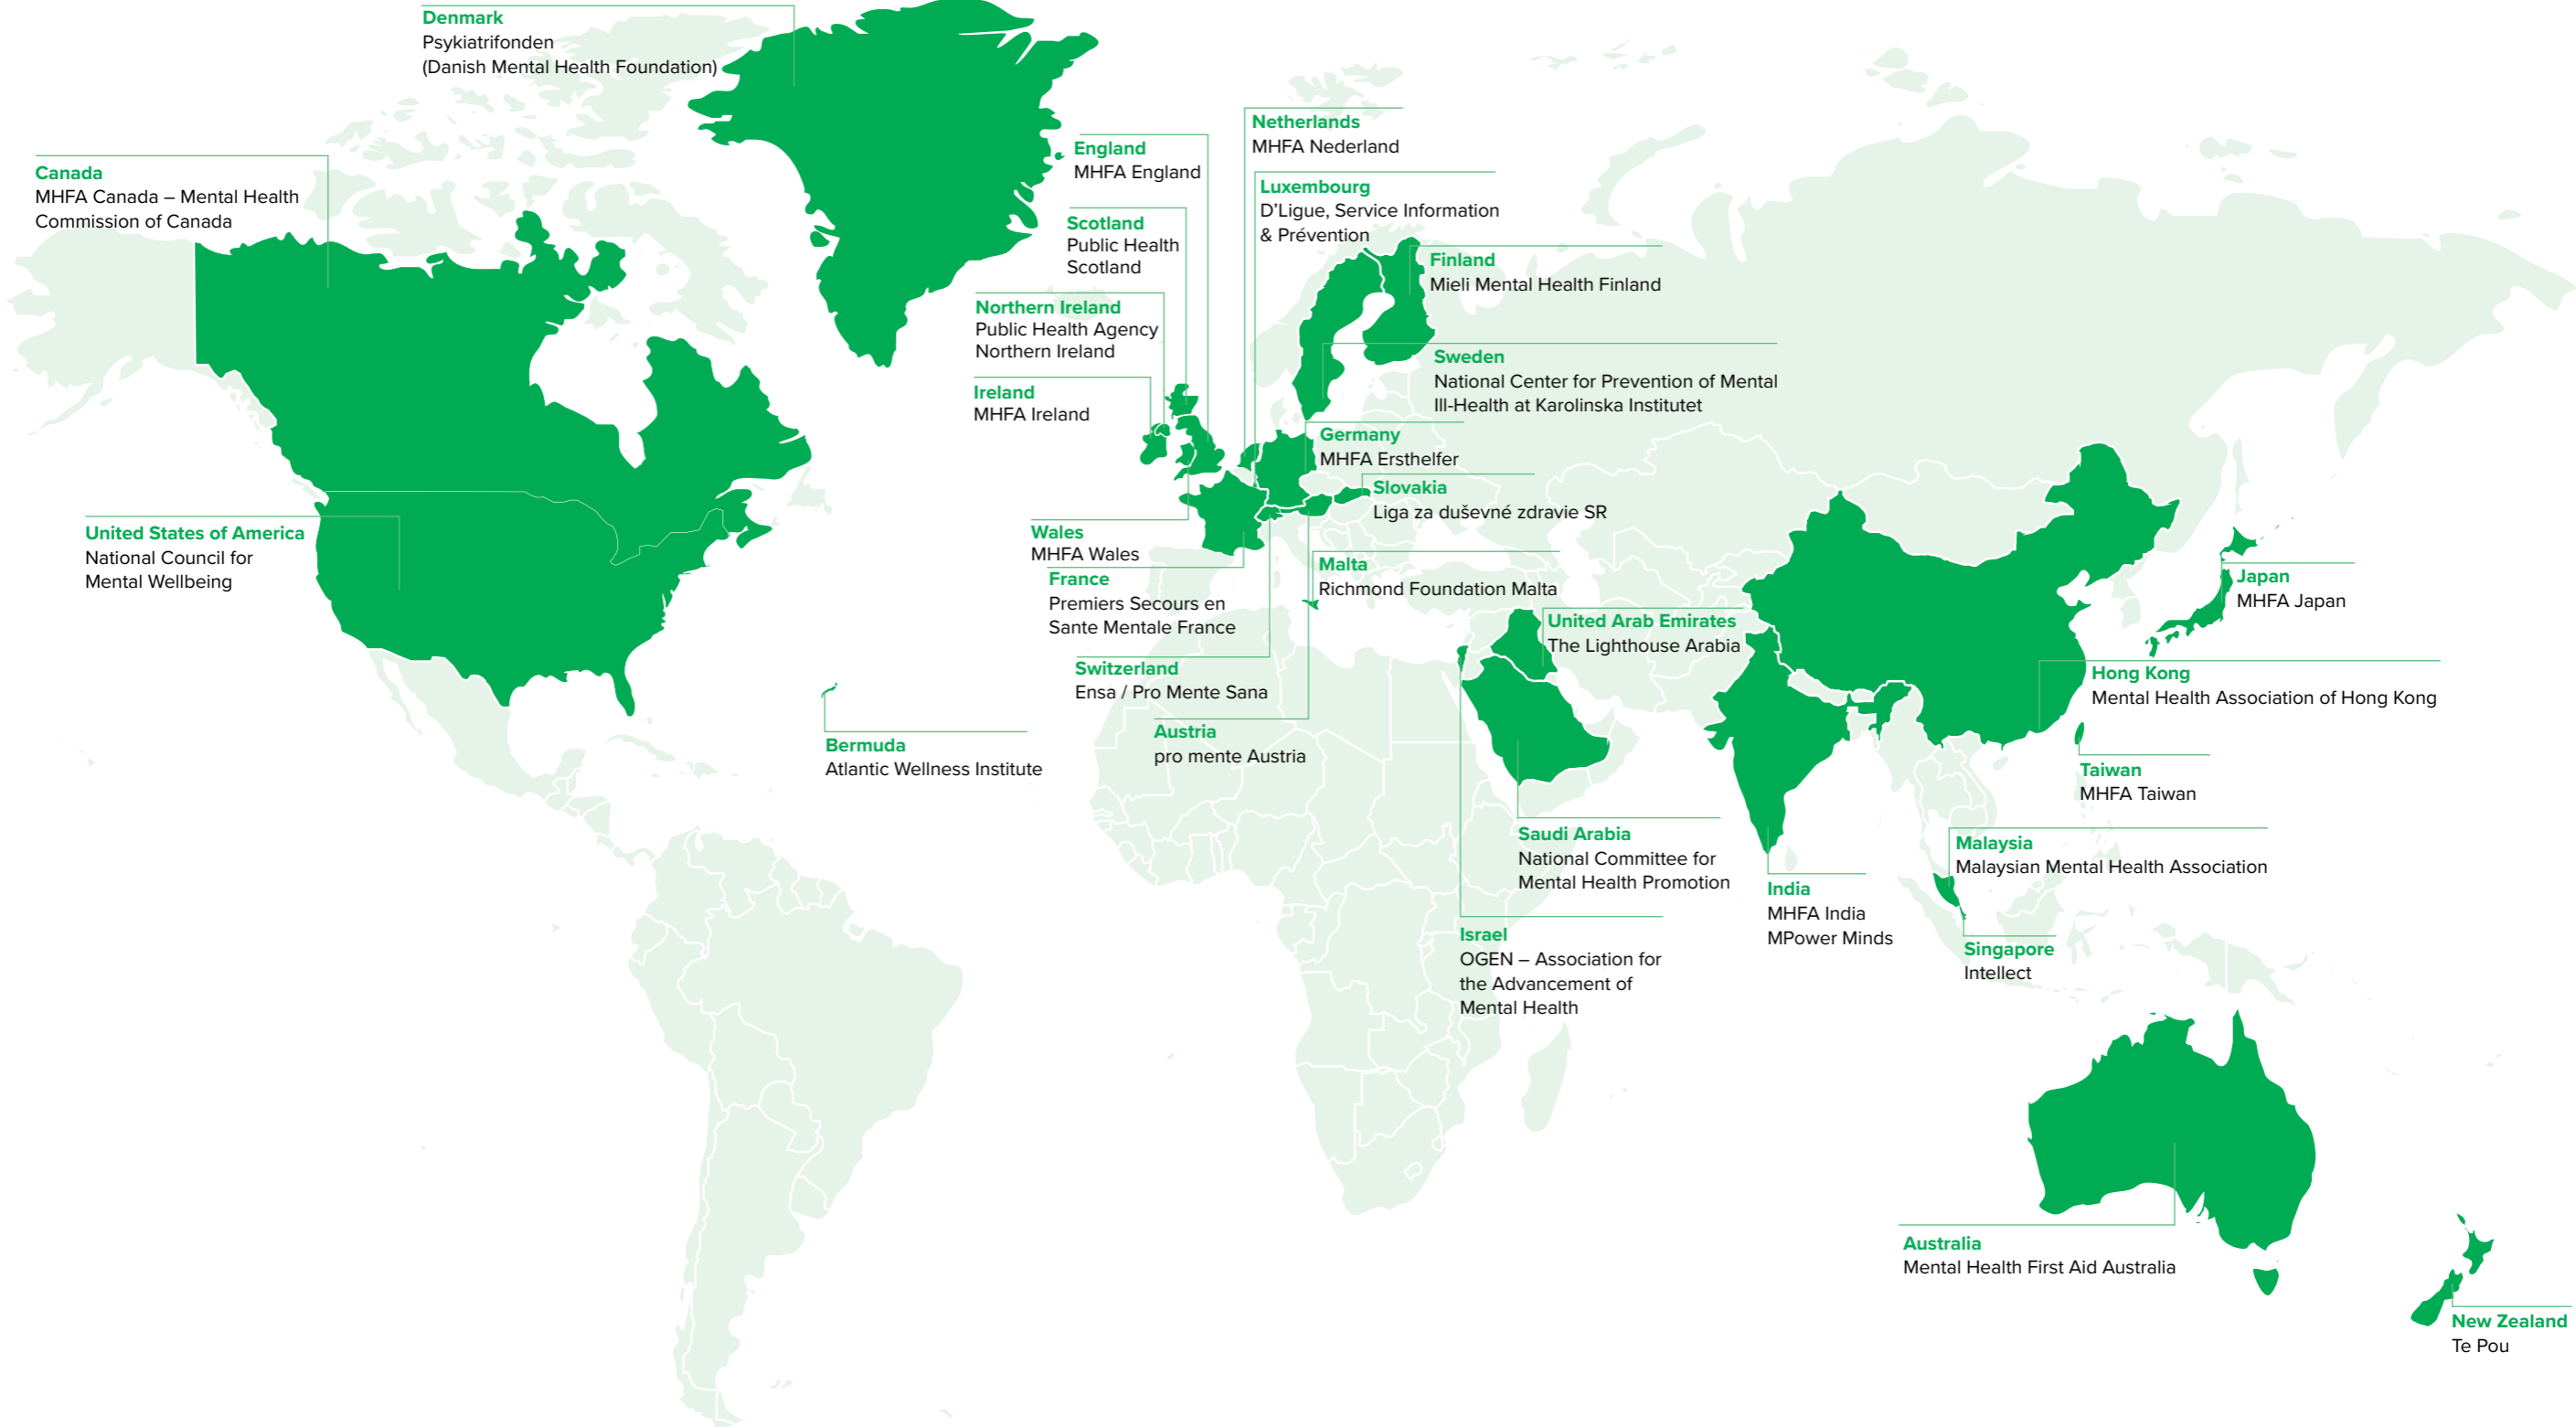 Denmark
Psykiatrifonden
(Danish Mental Health Foundation)
Canada
MHFA Canada – Mental Health
Commission of Canada
United States of America
National Council for
Mental Wellbeing
Bermuda
Atlantic Wellness Institute
England
MHFA England
Scotland
Public Health
Scotland
Northern Ireland
Public Health Agency
Northern Ireland
Ireland
MHFA Ireland
Wales
MHFA Wales
France
Premiers Secours en
Sante Mentale France
Switzerland
Ensa / Pro Mente Sana
Austria
pro mente Austria
Netherlands
MHFA Nederland
Luxembourg
D’Ligue, Service Information
& Prévention
Finland
Mieli Mental Health Finland
Sweden
National Center for Prevention of Mental
Ill-Health at Karolinska Institutet
Germany
MHFA Ersthelfer
Slovakia
Liga za duševné zdravie SR
Malta
Richmond Foundation Malta
United Arab Emirates
The Lighthouse Arabia
Saudi Arabia
National Committee for
Mental Health Promotion
Israel
OGEN – Association for
the Advancement of
Mental Health
India
MHFA India
MPower Minds
Japan
MHFA Japan
Hong Kong
Mental Health Association of Hong Kong
Taiwan
MHFA Taiwan
Malaysia
Malaysian Mental Health Association
Singapore
Intellect
Australia
Mental Health First Aid Australia
New Zealand
Te Pou